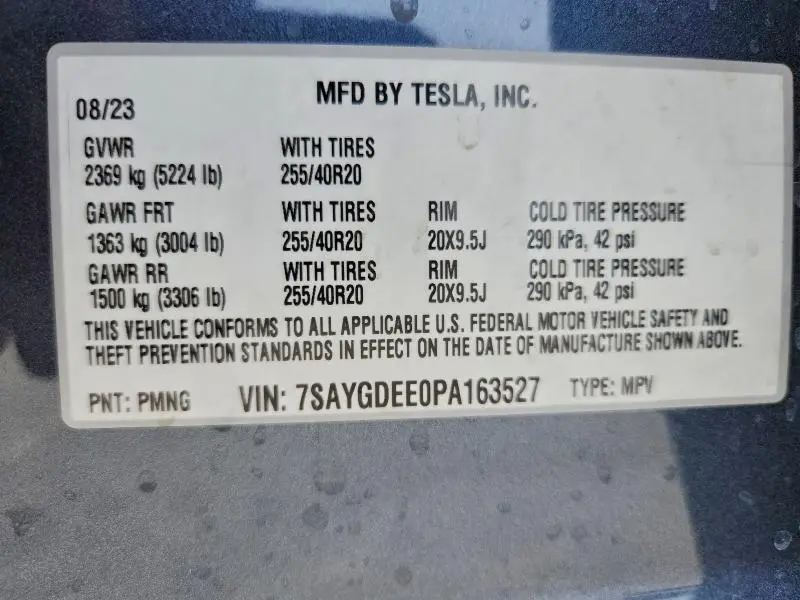 MFD BY TESLA, INC.
08/23
GVWR WITH TIRES
2369 kg (5224 lb) 255/40R20
GAWR FRT WITH TIRES RIM COLD TIRE PRESSURE
1363 kg (3004 lb) 255/40R20 20X9.5J 290 kPa, 42 psi
GAWR RR WITH TIRES RIM COLD TIRE PRESSURE
1500 kg (3306 lb) 255/40R20 20X9.5J 290 kPa, 42 psi
THIS VEHICLE CONFORMS TO ALL APPLICABLE U.S. FEDERAL MOTOR VEHICLE SAFETY AND
THEFT PREVENTION STANDARDS IN EFFECT ON THE DATE OF MANUFACTURE SHOWN ABOVE.
PNT: PMNG VIN: 7SAYGDEE0PA163527 TYPE: MPV